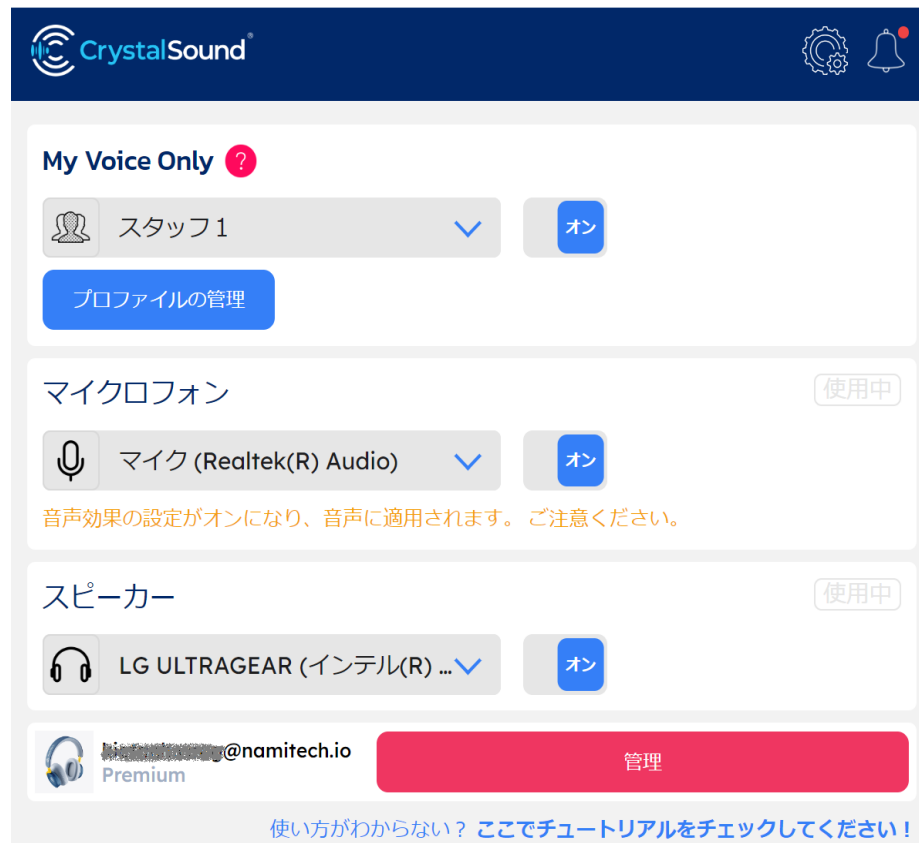 CrystalSound®
My Voice Only ?
スタッフ1
オン
プロファイルの管理
マイクロフォン
使用中
マイク (Realtek(R) Audio)
オン
音声効果の設定がオンになり、音声に適用されます。 ご注意ください。
スピーカー
使用中
LG ULTRAGEAR (インテル(R) ...
オン
@namitech.io
Premium
管理
使い方がわからない? ここでチュートリアルをチェックしてください!